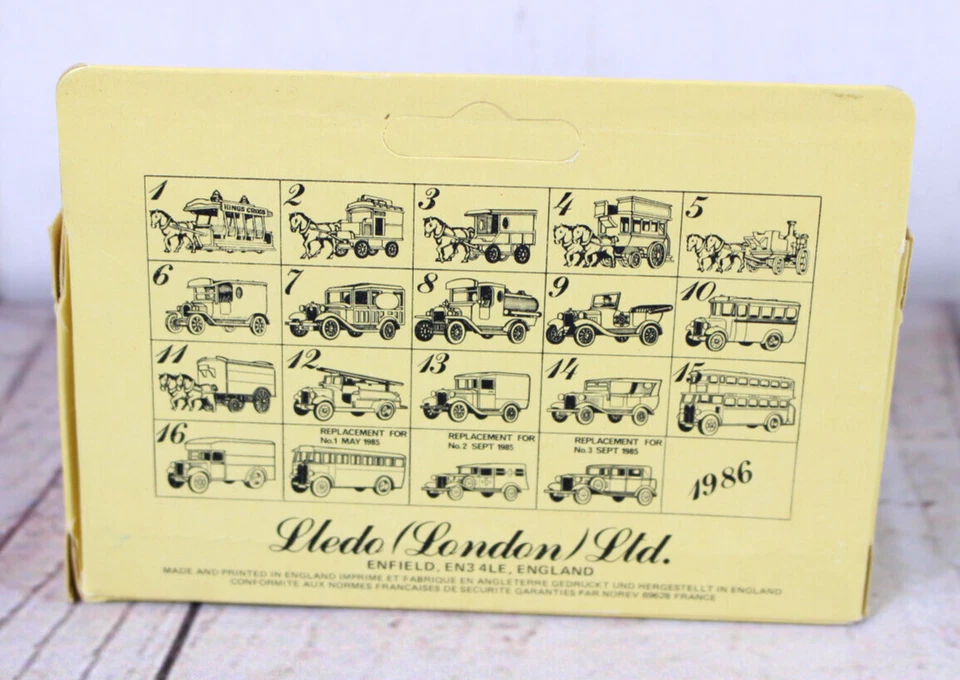 1
KINGS CROSS
2
3
4
5
6
7
8
9
10
11
12
13
14
15
16
REPLACEMENT FOR
No.1 MAY 1985
REPLACEMENT FOR
No.2 SEPT 1985
REPLACEMENT FOR
No.3 SEPT 1985
1986
Lledo (London) Ltd.
ENFIELD, EN3 4LE, ENGLAND
MADE AND PRINTED IN ENGLAND IMPRIME ET FABRIQUE EN ANGLETERRE GEDRUCKT UND HERGESTELLT IN ENGLAND
CONFORMITE AUX NORMES FRANCAISES DE SECURITE GARANTIES PAR NOREV 69628 FRANCE